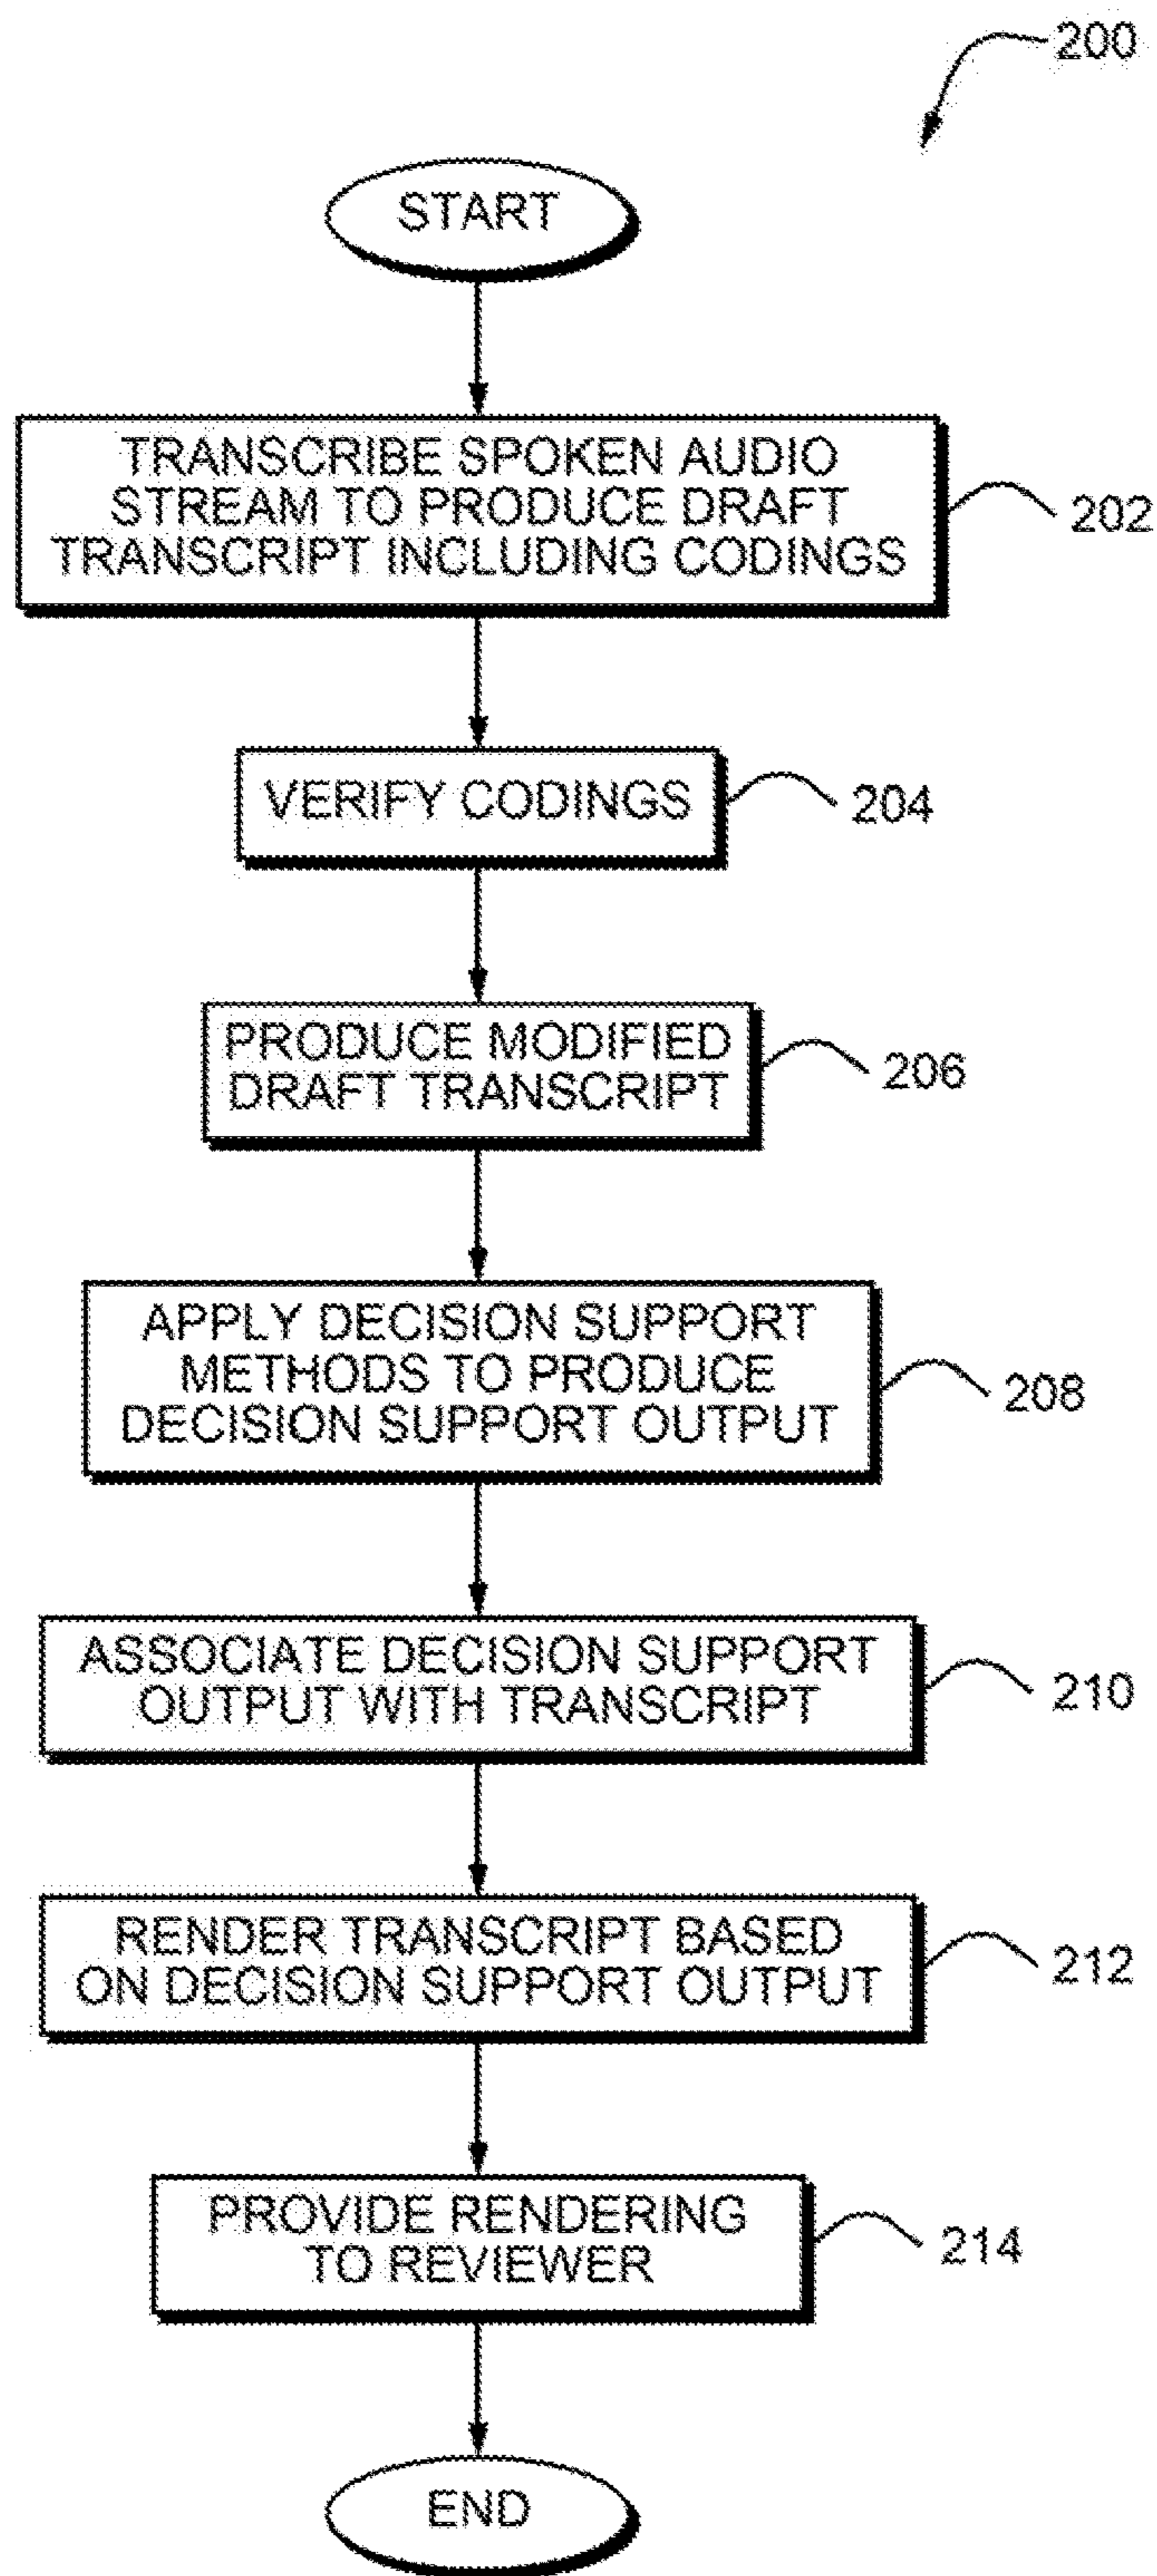 200
START
TRANSCRIBE SPOKEN AUDIO
STREAM TO PRODUCE DRAFT
TRANSCRIPT INCLUDING CODINGS
202
VERIFY CODINGS
204
PRODUCE MODIFIED
DRAFT TRANSCRIPT
206
APPLY DECISION SUPPORT
METHODS TO PRODUCE
DECISION SUPPORT OUTPUT
208
ASSOCIATE DECISION SUPPORT
OUTPUT WITH TRANSCRIPT
210
RENDER TRANSCRIPT BASED
ON DECISION SUPPORT OUTPUT
212
PROVIDE RENDERING
TO REVIEWER
214
END